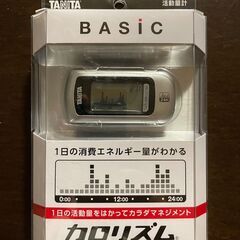 TANITA
活動量計
BASiC
1日の消費エネルギー量がわかる
0:00 12:00 24:00
1日の活動量をはかってカラダマネジメント
カロリズム